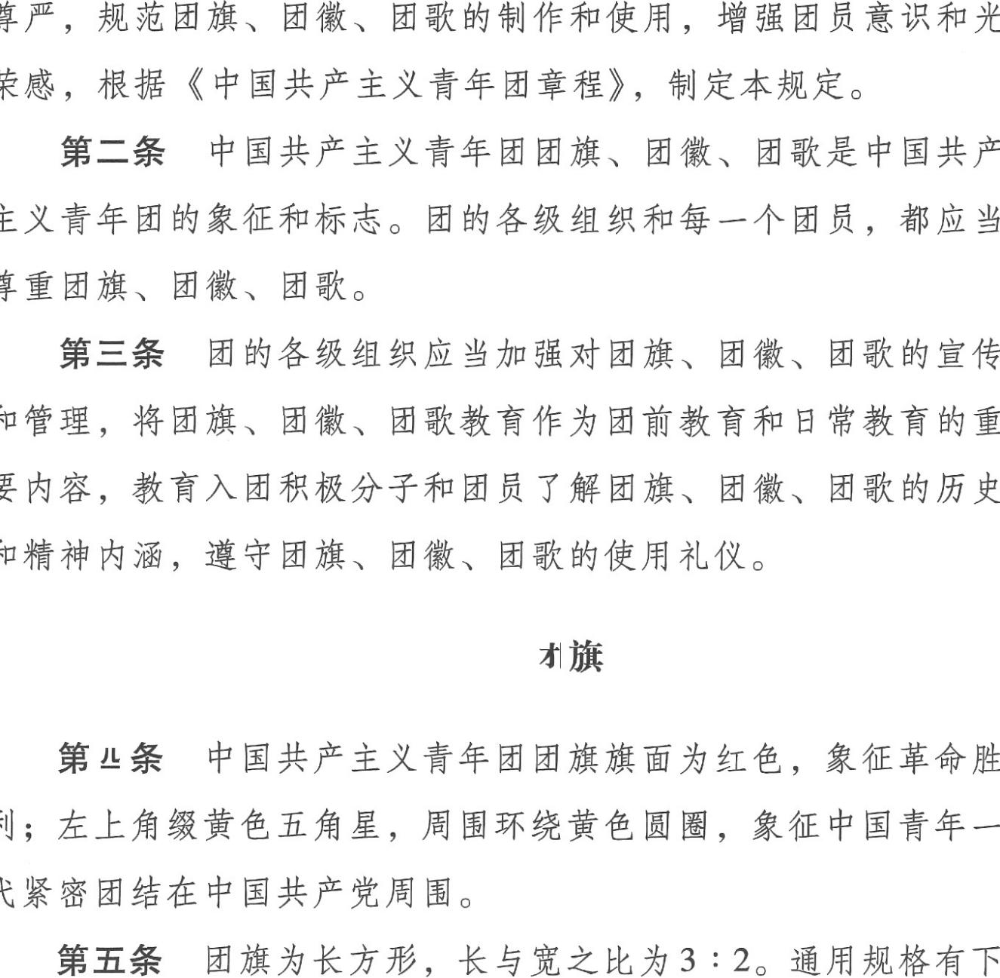 尊严，规范团旗、团徽、团歌的制作和使用，增强团员意识和光
荣感，根据《中国共产主义青年团章程》，制定本规定。
第二条 中国共产主义青年团团旗、团徽、团歌是中国共产
主义青年团的象征和标志。团的各级组织和每一个团员，都应当
尊重团旗、团徽、团歌。
第三条 团的各级组织应当加强对团旗、团徽、团歌的宣传
和管理，将团旗、团徽、团歌教育作为团前教育和日常教育的重
要内容，教育入团积极分子和团员了解团旗、团徽、团歌的历史
和精神内涵，遵守团旗、团徽、团歌的使用礼仪。
旗
第 条 中国共产主义青年团团旗旗面为红色，象征革命胜
利；左上角缀黄色五角星，周围环绕黄色圆圈，象征中国青年一
代紧密团结在中国共产党周围。
第五条 团旗为长方形，长与宽之比为3：2。通用规格有下